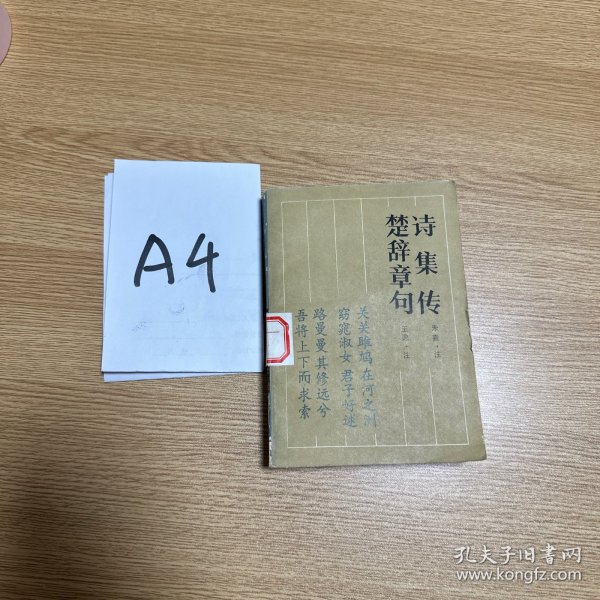 A4
诗集传
朱熹·注
楚辞章句
王逸·注
关关雎鸠在河之洲
窈窕淑女君子好逑
路曼曼其修远兮
吾将上下而求索
孔夫子旧书网
www.kongfz.com